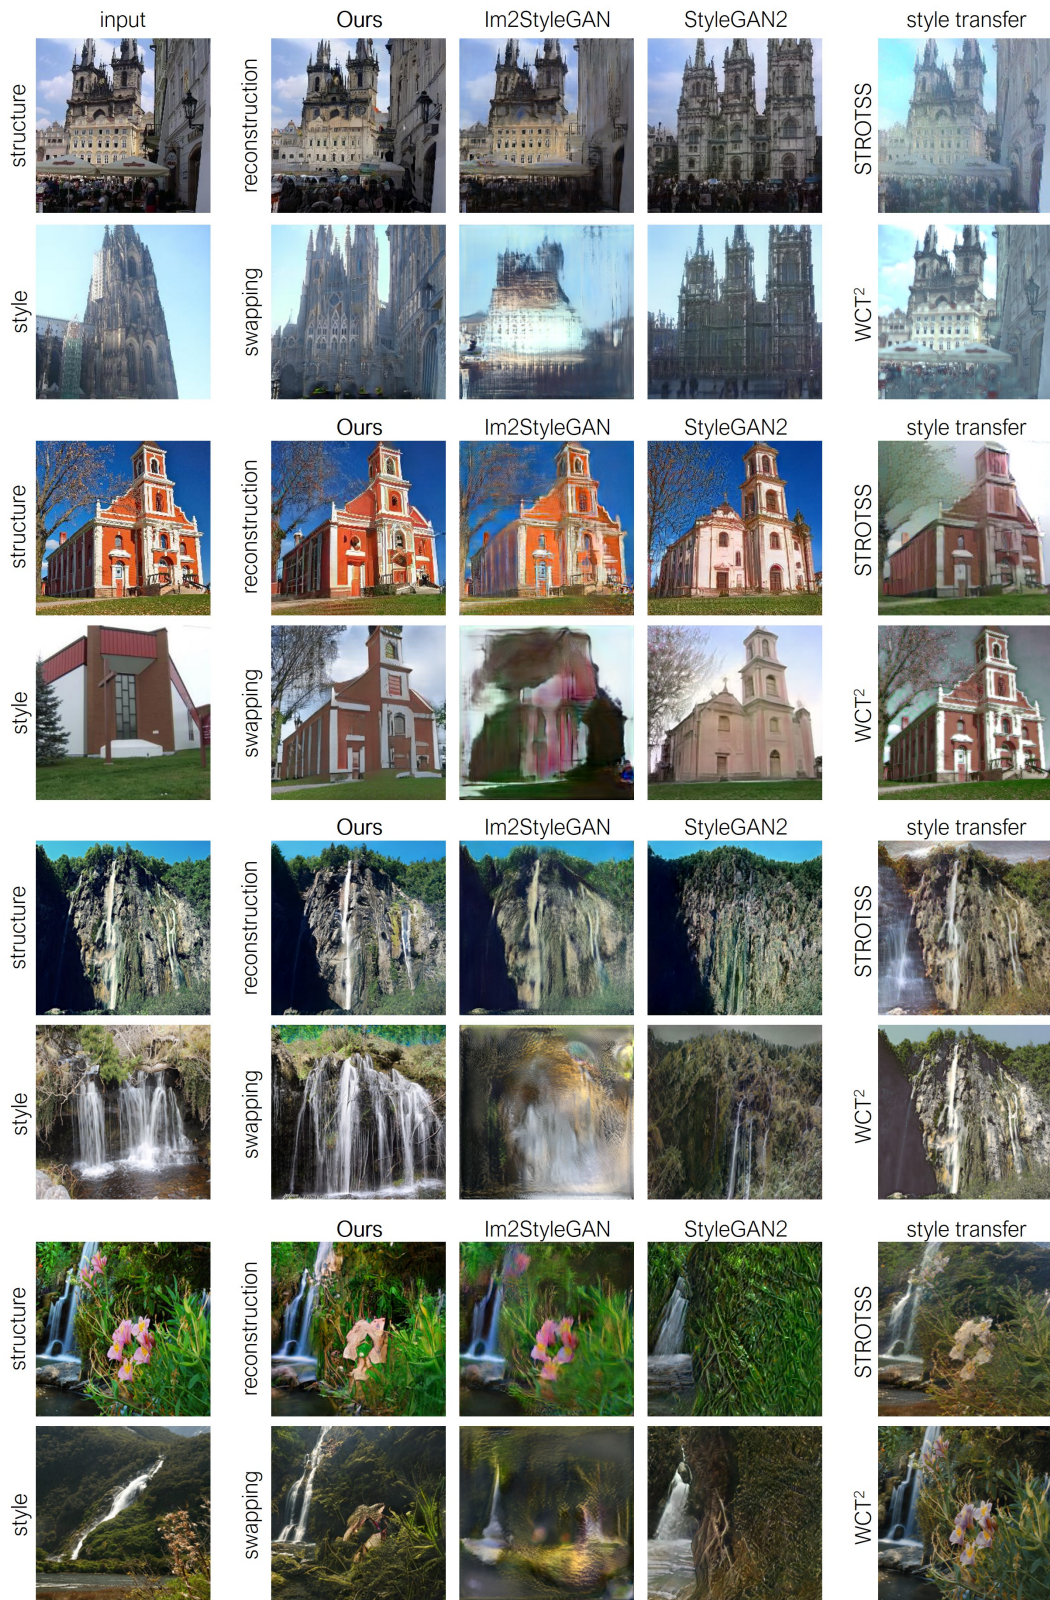 input
Ours
Im2StyleGAN
StyleGAN2
style transfer
structure
reconstruction
STROTSS
style
swapping
WCT²
Ours
Im2StyleGAN
StyleGAN2
style transfer
structure
reconstruction
STROTSS
style
swapping
WCT²
Ours
Im2StyleGAN
StyleGAN2
style transfer
structure
reconstruction
STROTSS
style
swapping
WCT²
Ours
Im2StyleGAN
StyleGAN2
style transfer
structure
reconstruction
STROTSS
style
swapping
WCT²